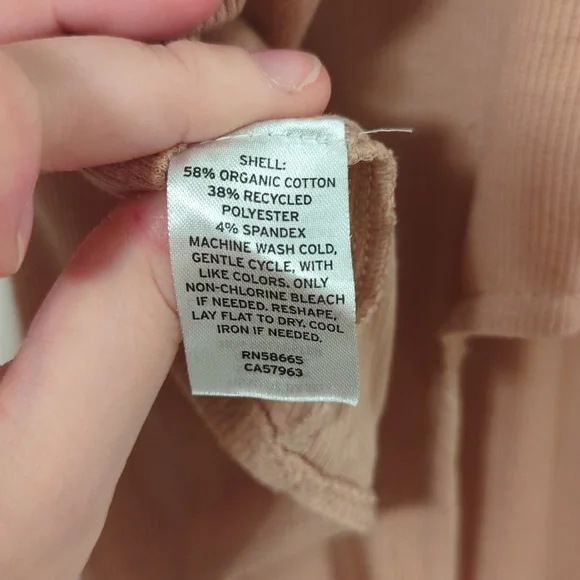 SHELL:
58% ORGANIC COTTON
38% RECYCLED
POLYESTER
4% SPANDEX
MACHINE WASH COLD,
GENTLE CYCLE, WITH
LIKE COLORS. ONLY
NON-CHLORINE BLEACH
IF NEEDED. RESHAPE,
LAY FLAT TO DRY. COOL
IRON IF NEEDED.
RN58665
CA57963